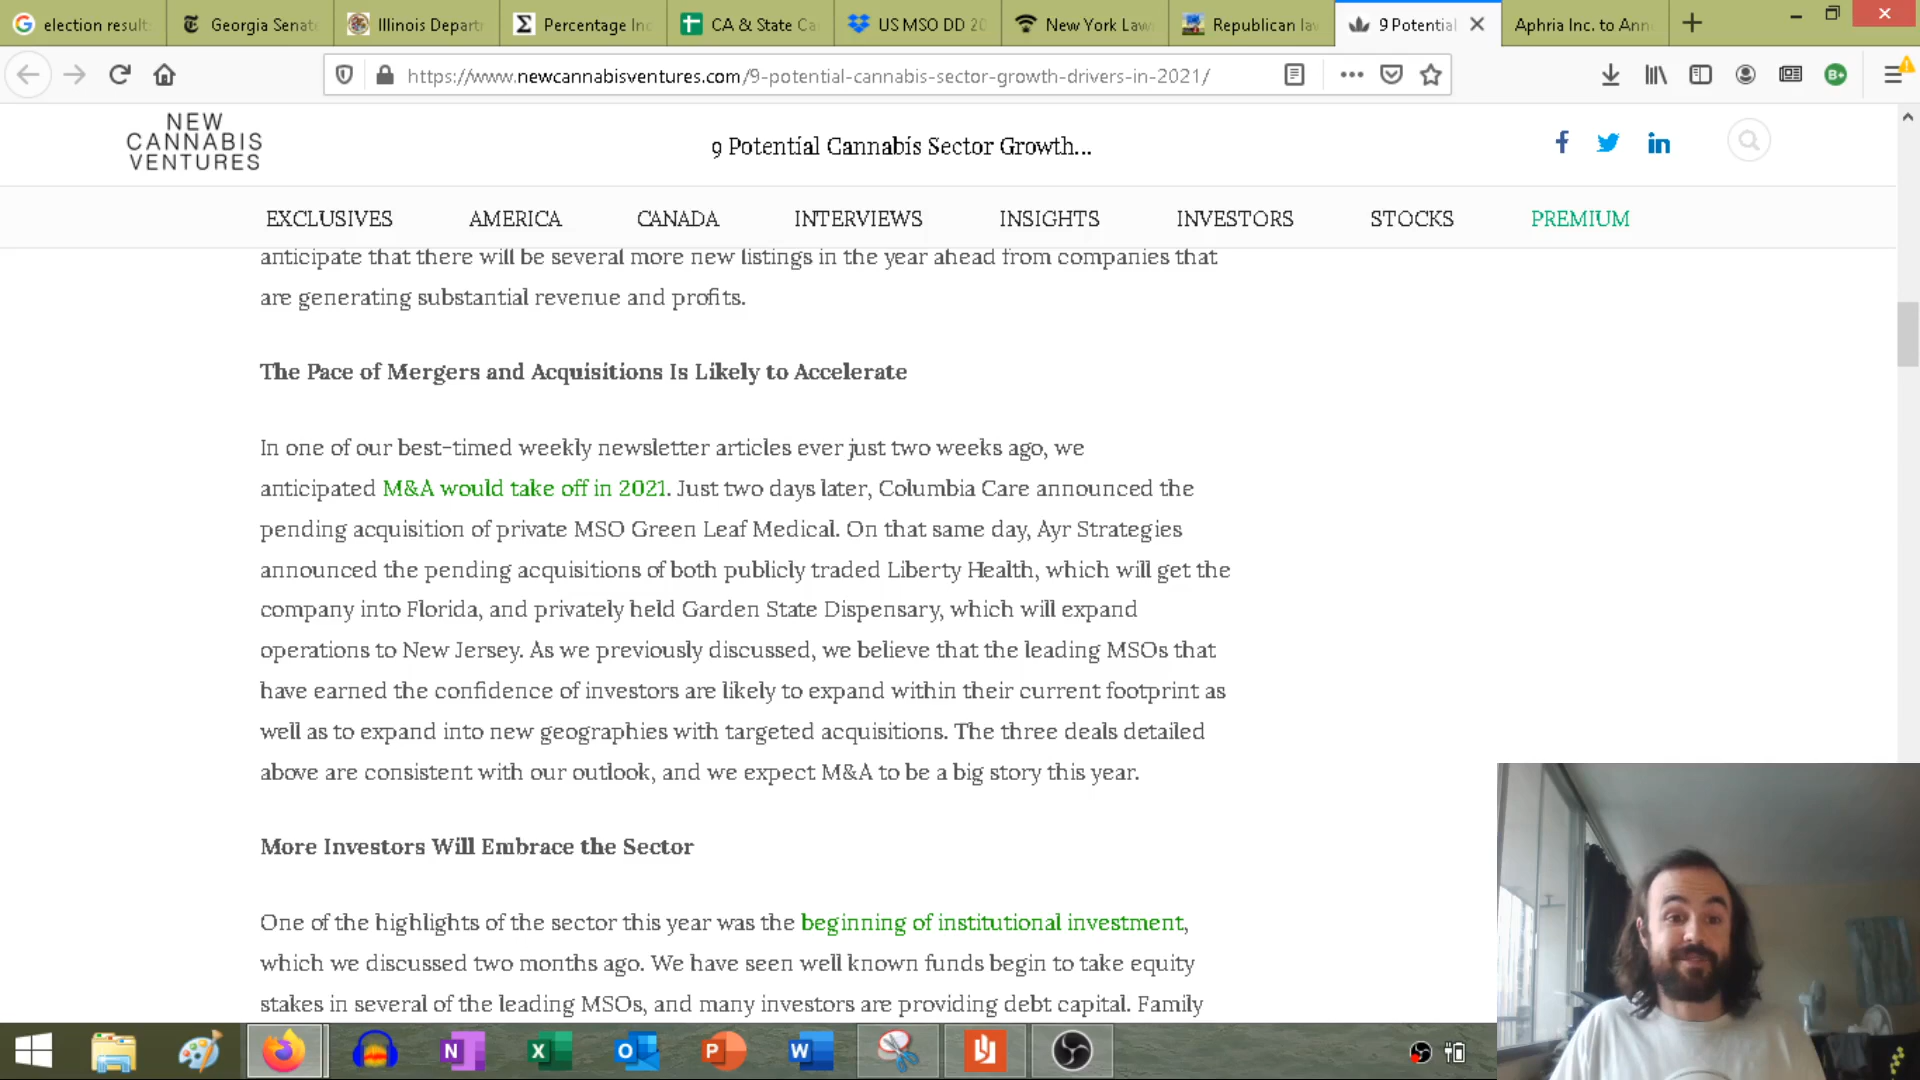 election result
Georgia Senat
Illinois Depart
Percentage Inc
CA & State Ca
US MSO DD 20
New York Law
Republican la
9 Potential
Aphria Inc. to Ann
https://www.newcannabisventures.com/9-potential-cannabis-sector-growth-drivers-in-2021/
B+
NEW
CANNABIS
VENTURES
9 Potential Cannabis Sector Growth...
EXCLUSIVES AMERICA CANADA INTERVIEWS INSIGHTS INVESTORS STOCKS PREMIUM
anticipate that there will be several more new listings in the year ahead from companies that
are generating substantial revenue and profits.
The Pace of Mergers and Acquisitions Is Likely to Accelerate
In one of our best-timed weekly newsletter articles ever just two weeks ago, we
anticipated M&A would take off in 2021. Just two days later, Columbia Care announced the
pending acquisition of private MSO Green Leaf Medical. On that same day, Ayr Strategies
announced the pending acquisitions of both publicly traded Liberty Health, which will get the
company into Florida, and privately held Garden State Dispensary, which will expand
operations to New Jersey. As we previously discussed, we believe that the leading MSOs that
have earned the confidence of investors are likely to expand within their current footprint as
well as to expand into new geographies with targeted acquisitions. The three deals detailed
above are consistent with our outlook, and we expect M&A to be a big story this year.
More Investors Will Embrace the Sector
One of the highlights of the sector this year was the beginning of institutional investment,
which we discussed two months ago. We have seen well known funds begin to take equity
stakes in several of the leading MSOs, and many investors are providing debt capital. Family